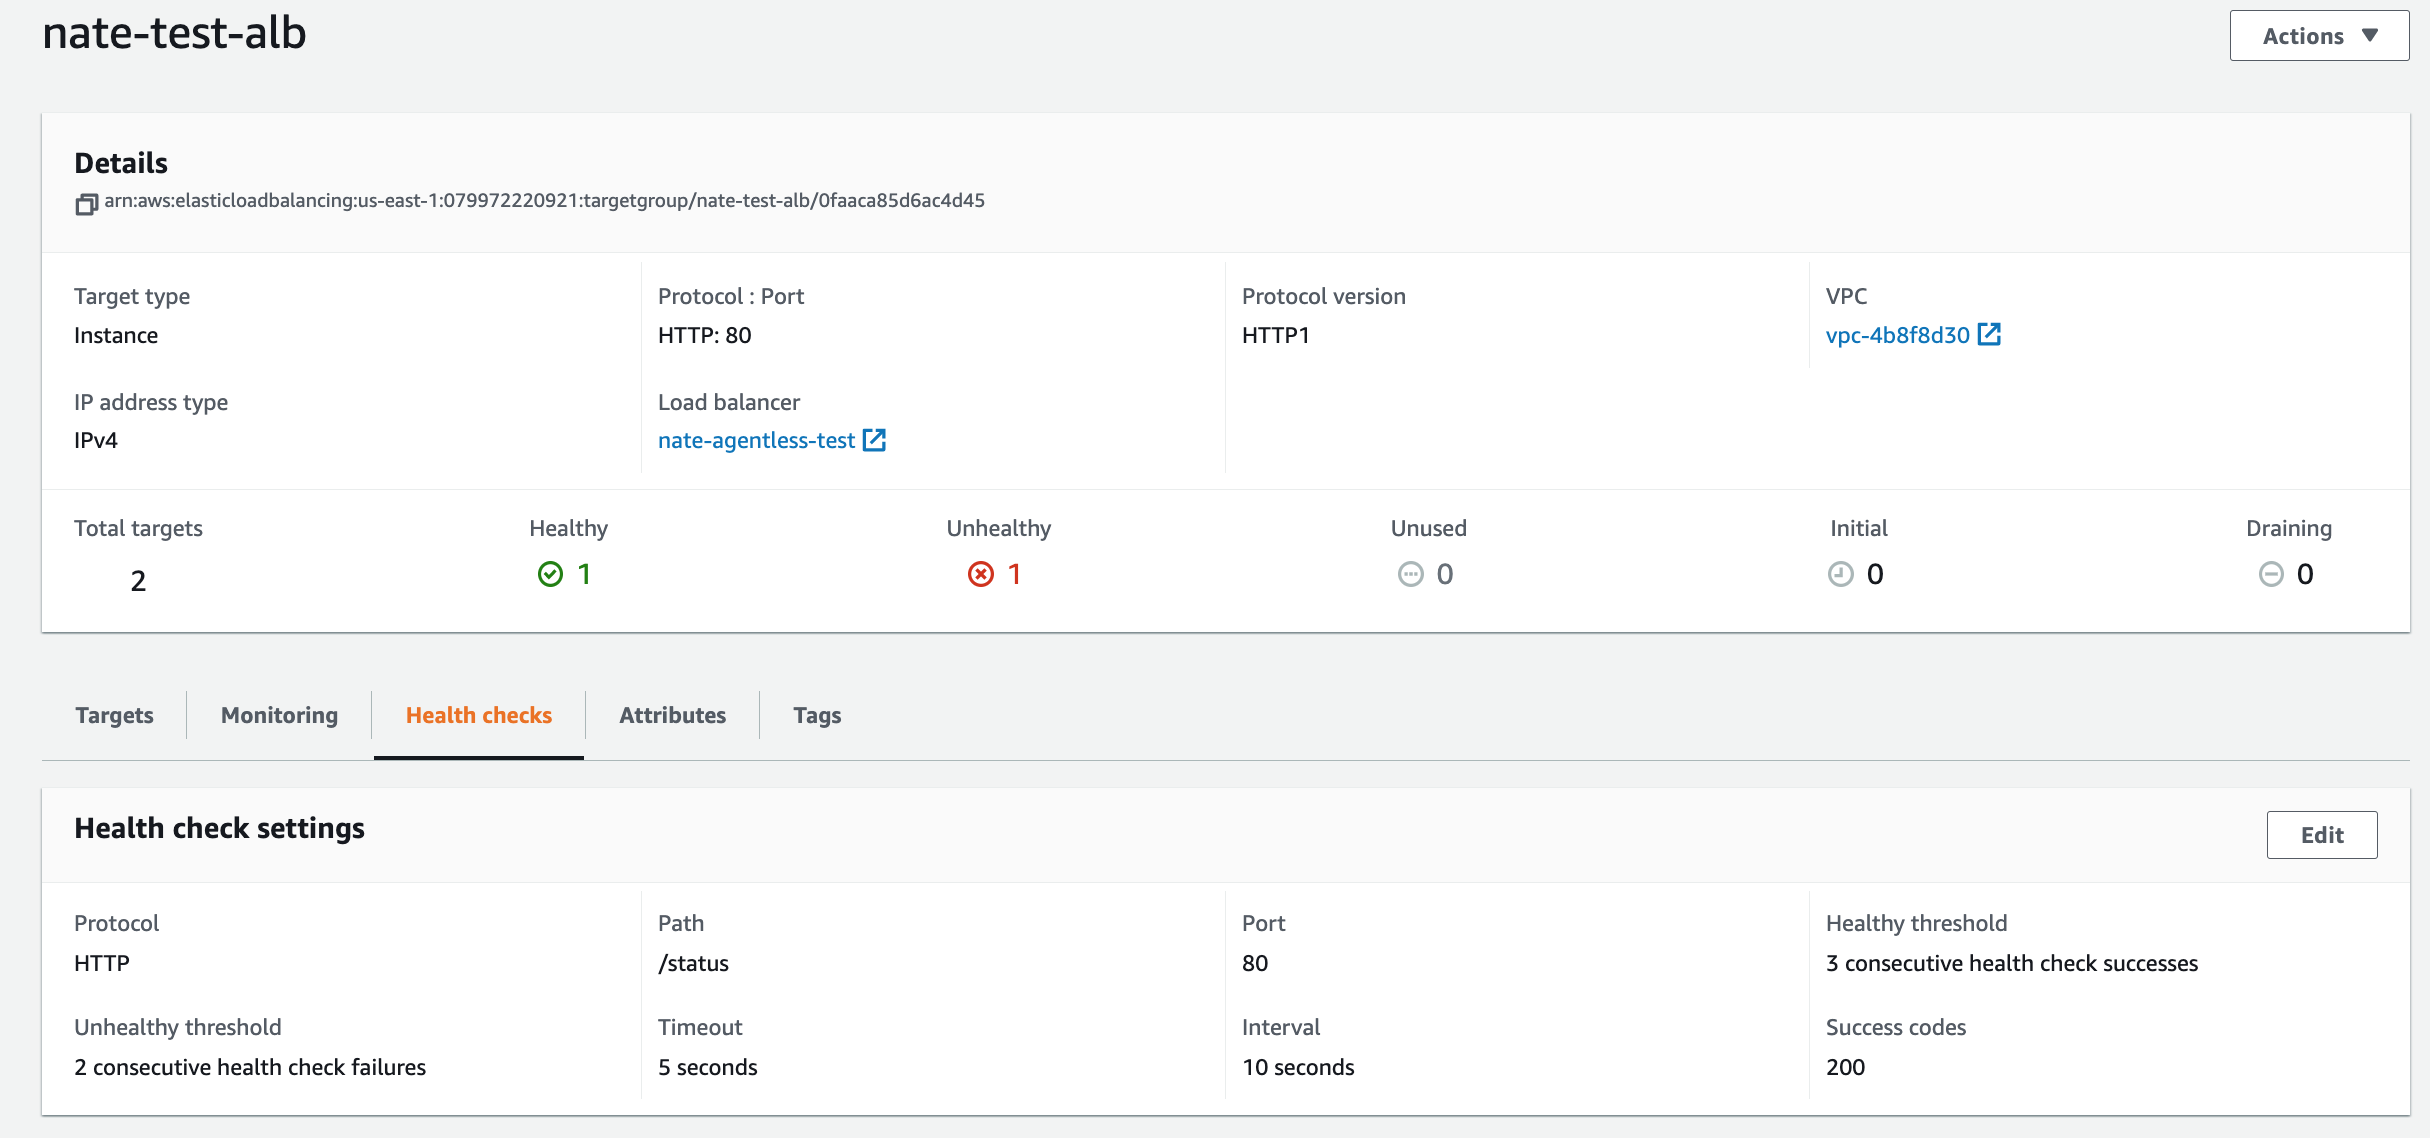 nate-test-alb
Actions
Details
arn:aws:elasticloadbalancing:us-east-1:079972220921:targetgroup/nate-test-alb/0faaca85d6ac4d45
Target type
Instance
Protocol : Port
HTTP: 80
Protocol version
HTTP1
VPC
vpc-4b8f8d30
IP address type
IPv4
Load balancer
nate-agentless-test
Total targets
2
Healthy
1
Unhealthy
1
Unused
0
Initial
0
Draining
0
Targets
Monitoring
Health checks
Attributes
Tags
Health check settings
Edit
Protocol
HTTP
Path
/status
Port
80
Healthy threshold
3 consecutive health check successes
Unhealthy threshold
2 consecutive health check failures
Timeout
5 seconds
Interval
10 seconds
Success codes
200